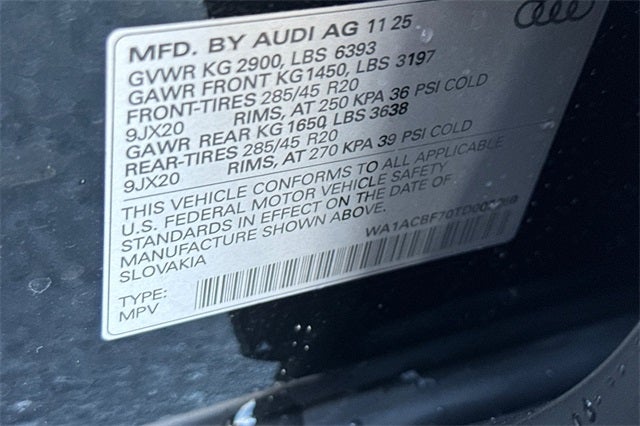 MFD. BY AUDI AG 11 25
GVWR KG 2900, LBS 6393
GAWR FRONT KG1450, LBS 3197
FRONT-TIRES 285/45 R20
9JX20 RIMS, AT 250 KPA 36 PSI COLD
GAWR REAR KG 1650, LBS 3638
REAR-TIRES 285/45 R20
9JX20 RIMS, AT 270 KPA 39 PSI COLD
THIS VEHICLE CONFORMS TO ALL APPLICABLE
U.S. FEDERAL MOTOR VEHICLE SAFETY
STANDARDS IN EFFECT ON THE DATE OF
MANUFACTURE SHOWN ABOVE.
SLOVAKIA
TYPE:
MPV